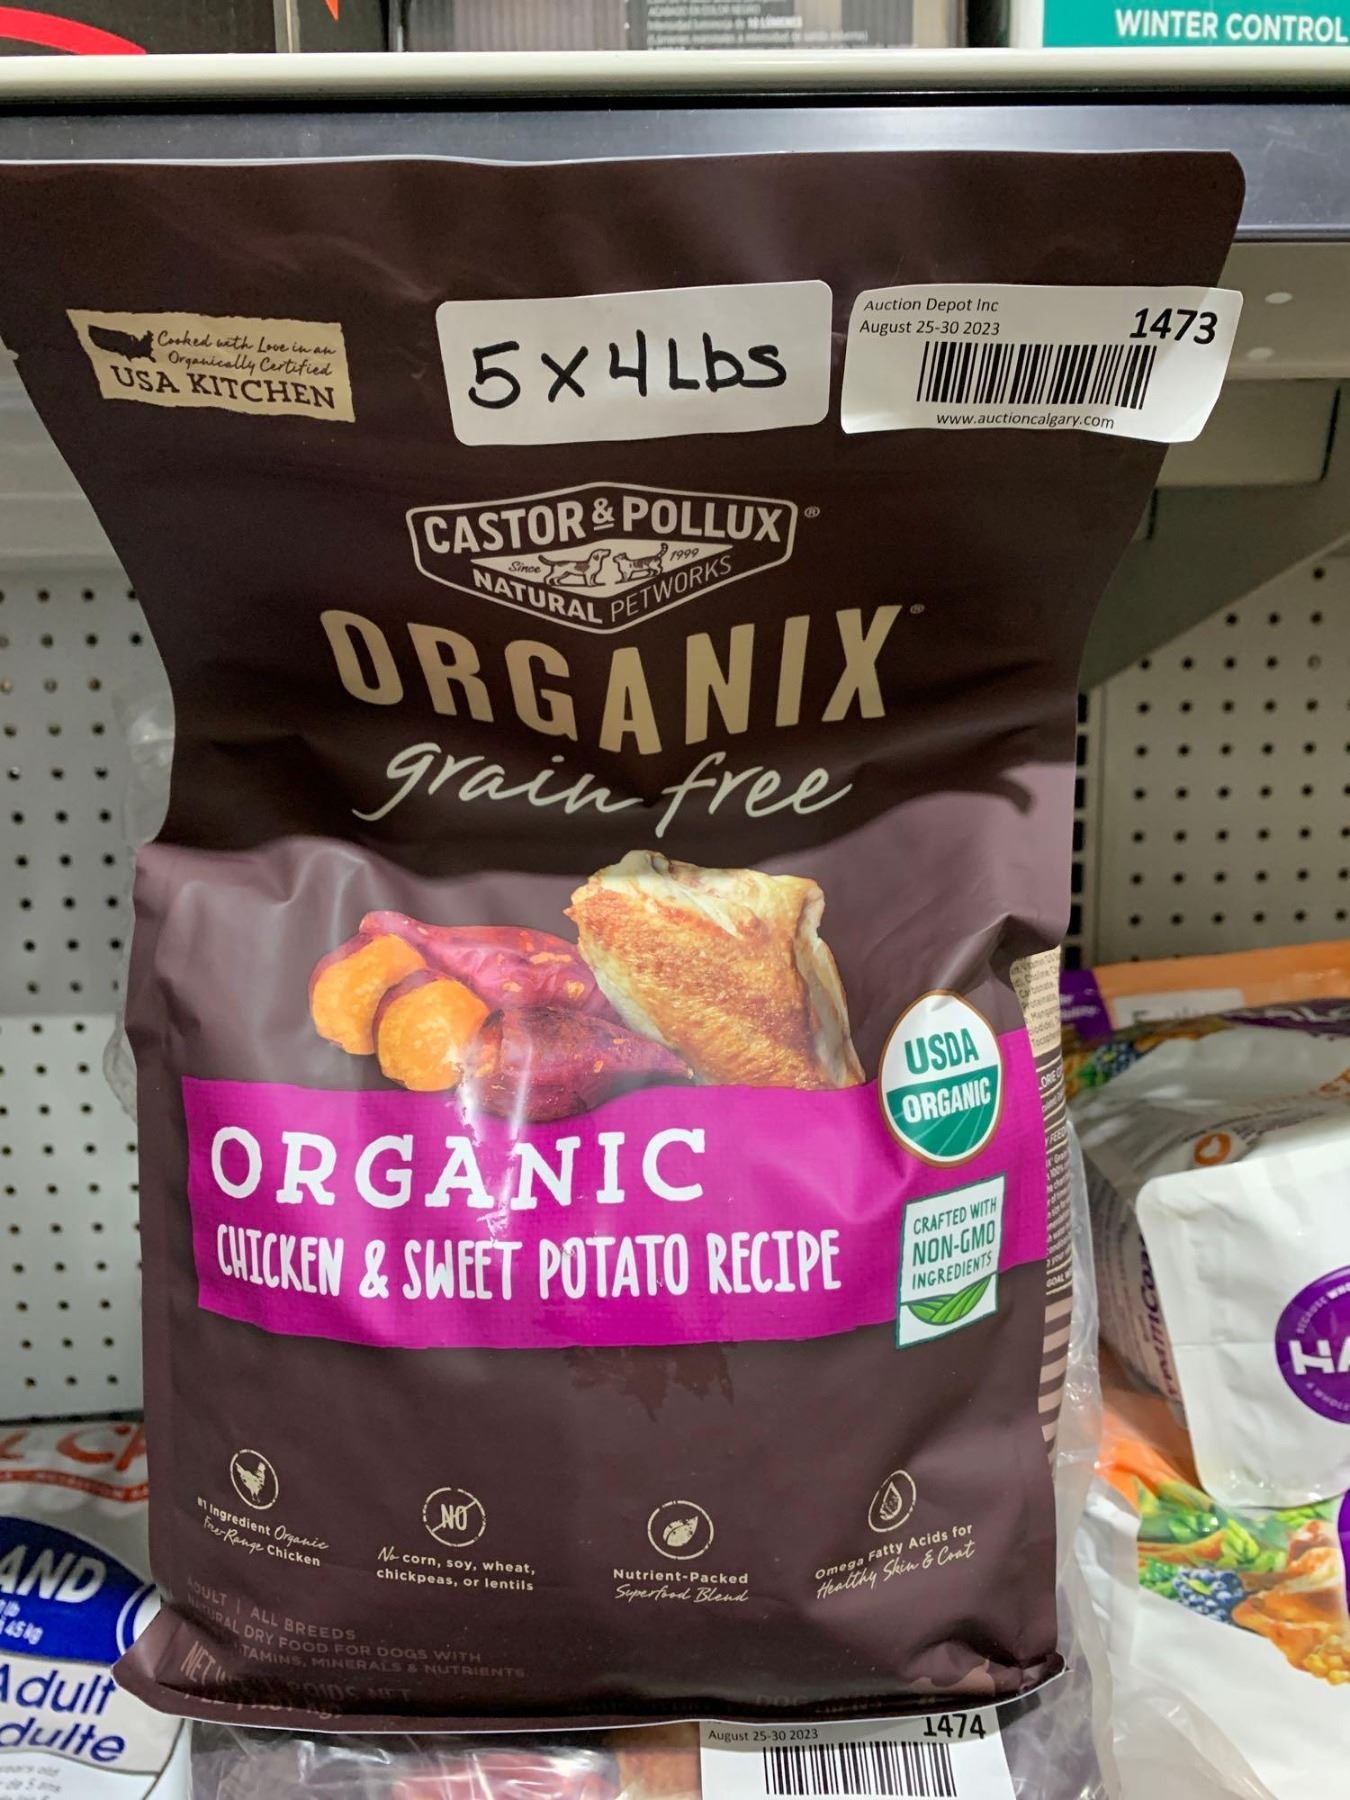 WINTER CONTROL
Auction Depot Inc
August 25-30 2023
1473
www.auctioncalgary.com
5 x 4 Lbs
Cooked with Love in an
Organically Certified
USA KITCHEN
CASTOR & POLLUX®
Since 1999
NATURAL PETWORKS
ORGANIX®
grain free
USDA
ORGANIC
ORGANIC
CHICKEN & SWEET POTATO RECIPE
CRAFTED WITH
NON-GMO
INGREDIENTS
#1 Ingredient Organic
Free-Range Chicken
NO
No corn, soy, wheat,
chickpeas, or lentils
Nutrient-Packed
Superfood Blend
Omega Fatty Acids for
Healthy Skin & Coat
ADULT | ALL BREEDS
NATURAL DRY FOOD FOR DOGS WITH
VITAMINS, MINERALS & NUTRIENTS
August 25-30 2023
1474
AND
Adult
dulte
HA